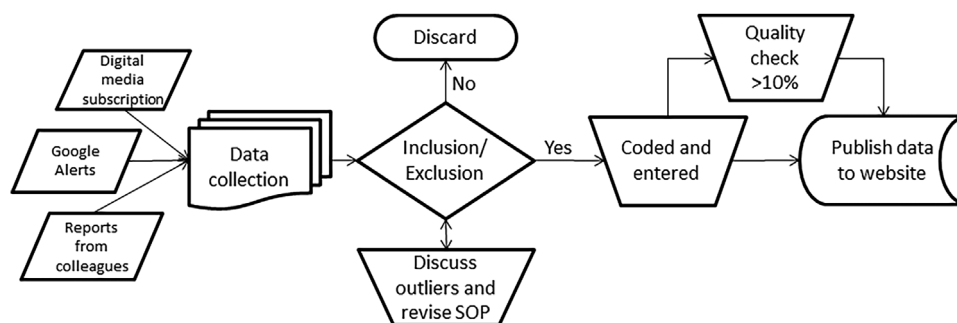 Digital
media
subscription
Google
Alerts
Reports
from
colleagues
Data
collection
Discard
No
Inclusion/
Exclusion
Discuss
outliers and
revise SOP
Yes
Coded and
entered
Quality
check
>10%
Publish data
to website